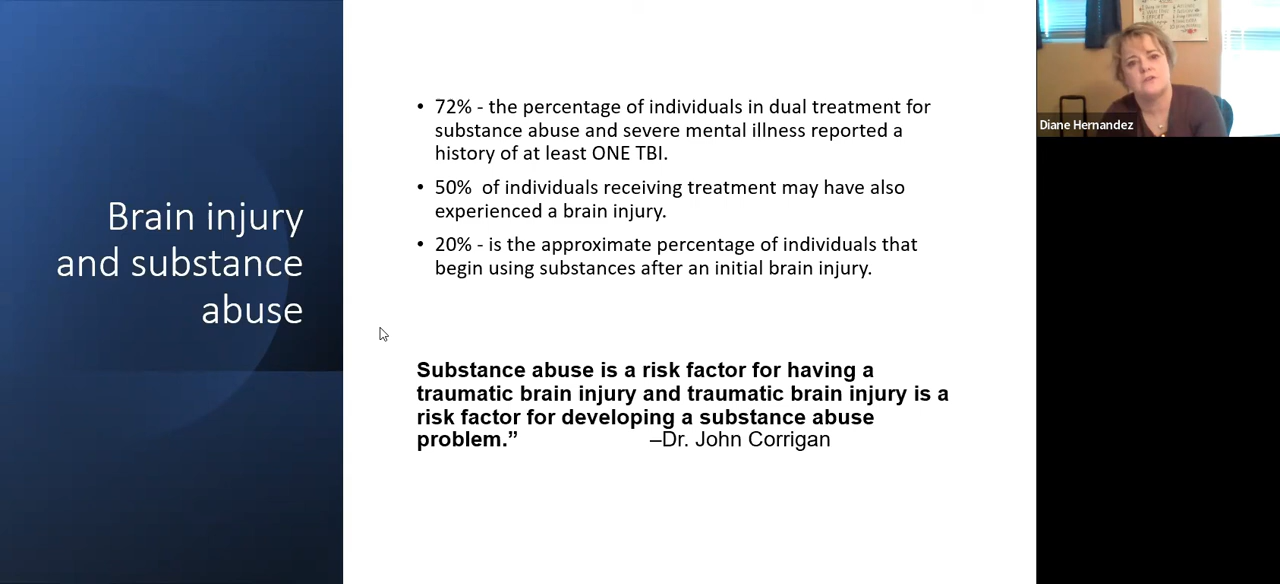 Brain injury
and substance
abuse
• 72% - the percentage of individuals in dual treatment for
substance abuse and severe mental illness reported a
history of at least ONE TBI.
• 50%  of individuals receiving treatment may have also
experienced a brain injury.
• 20% - is the approximate percentage of individuals that
begin using substances after an initial brain injury.
Substance abuse is a risk factor for having a
traumatic brain injury and traumatic brain injury is a
risk factor for developing a substance abuse
problem.” –Dr. John Corrigan
Diane Hernandez